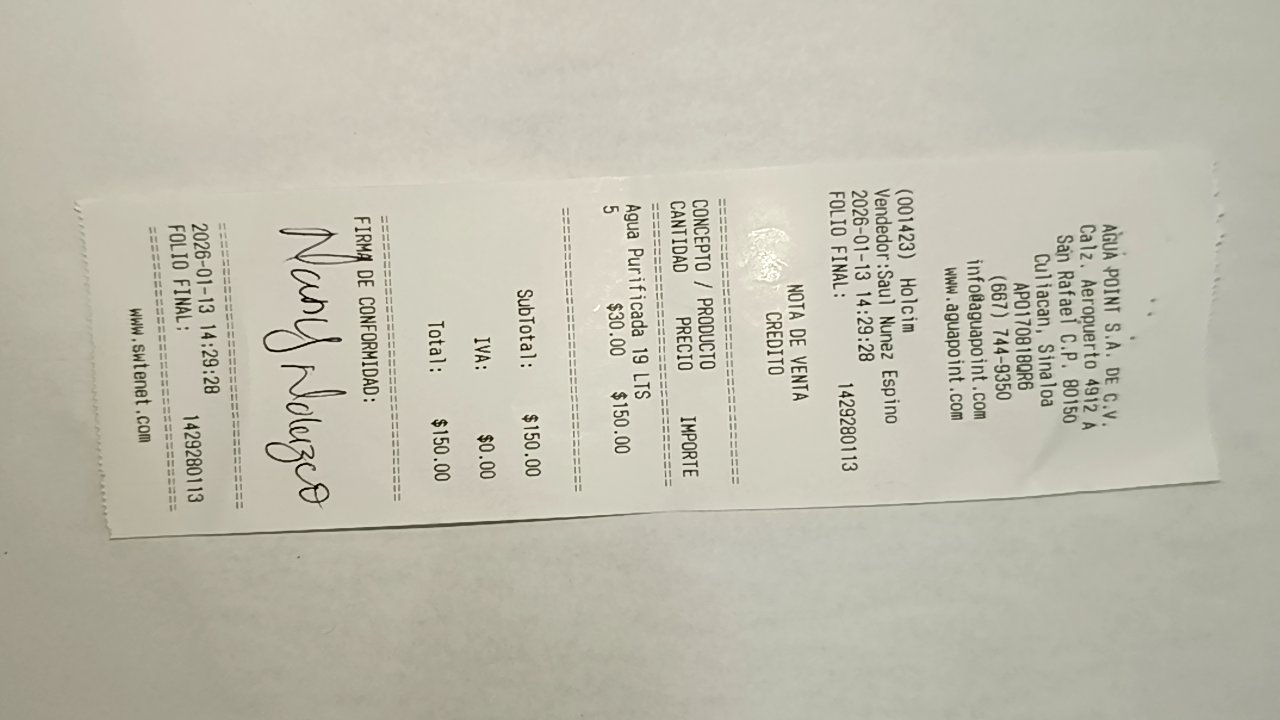 AGUA POINT S.A. DE C.V.
Calz. Aeropuerto 4912 A
San Rafael C.P. 80150
Culiacan, Sinaloa
APO170818QR6
(667) 744-9350
info@aguapoint.com
www.aguapoint.com
(001423) Holcim
Vendedor:Saul Nunez Espino
2026-01-13 14:29:28
FOLIO FINAL: 1429280113
NOTA DE VENTA
CREDITO
==============================
CONCEPTO / PRODUCTO
CANTIDAD PRECIO IMPORTE
==============================
Agua Purificada 19 LTS
5 $30.00 $150.00
==============================
SubTotal: $150.00
IVA: $0.00
Total: $150.00
==============================
FIRMA DE CONFORMIDAD:
Nany
==============================
2026-01-13 14:29:28
FOLIO FINAL: 1429280113
==============================
www.swtenet.com